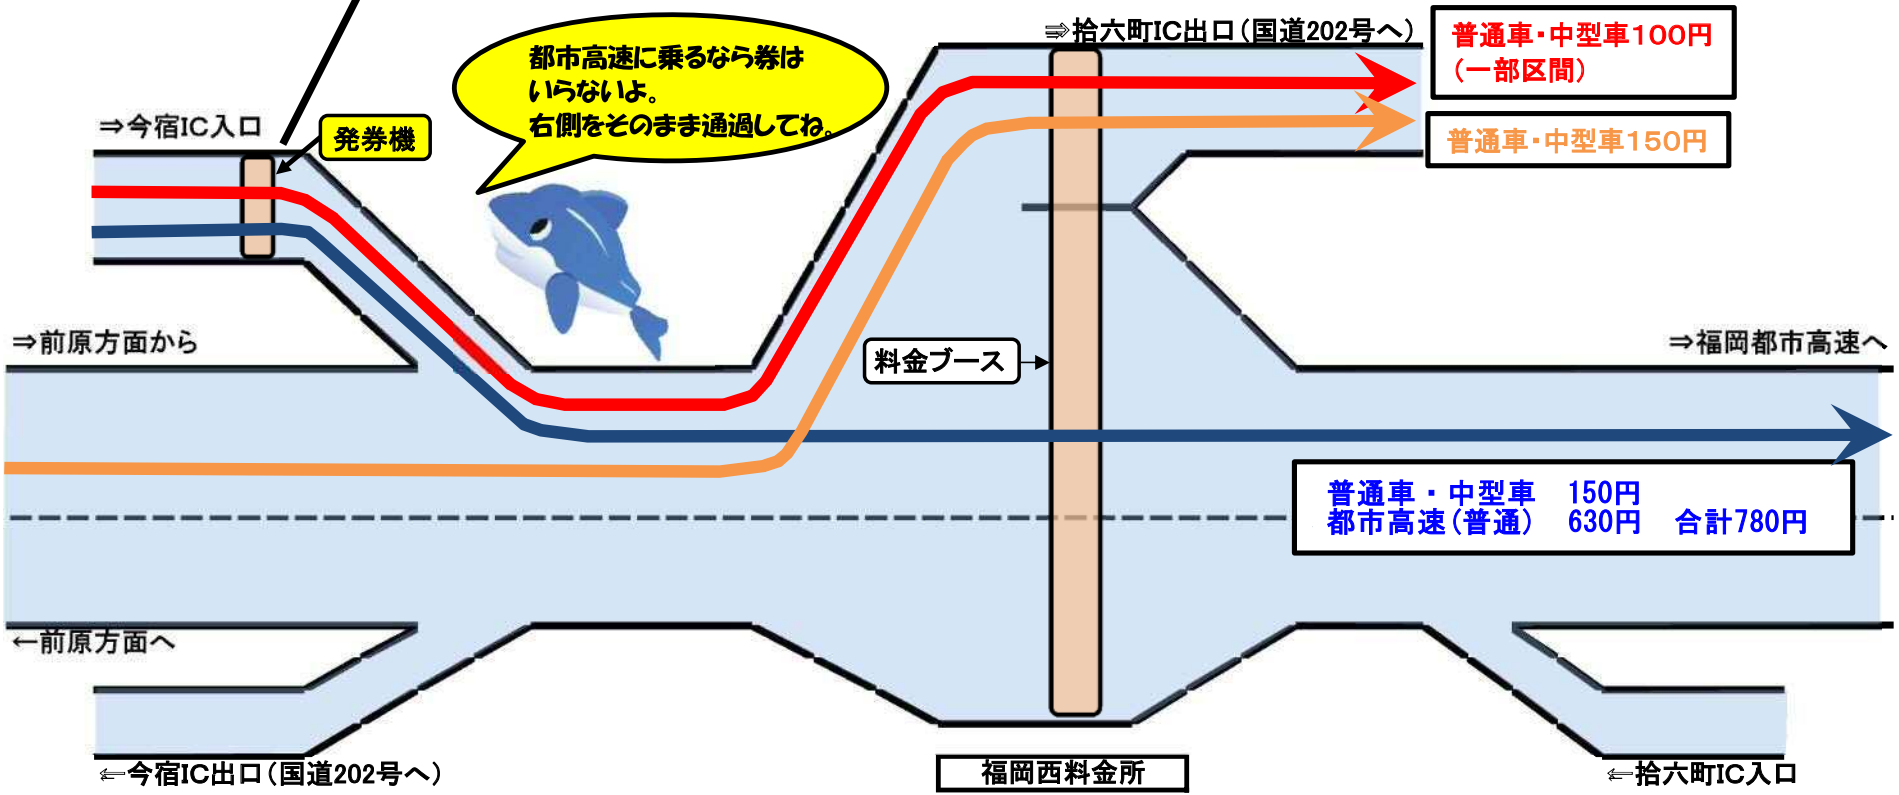 ⇒拾六町IC出口(国道202号へ)
普通車・中型車100円
(一部区間)
都市高速に乗るなら券は
いらないよ。
右側をそのまま通過してね。
⇒今宿IC入口
発券機
普通車・中型車150円
⇒前原方面から
料金ブース
⇒福岡都市高速へ
普通車・中型車 150円
都市高速(普通) 630円 合計780円
←前原方面へ
⇐今宿IC出口(国道202号へ)
福岡西料金所
⇐拾六町IC入口